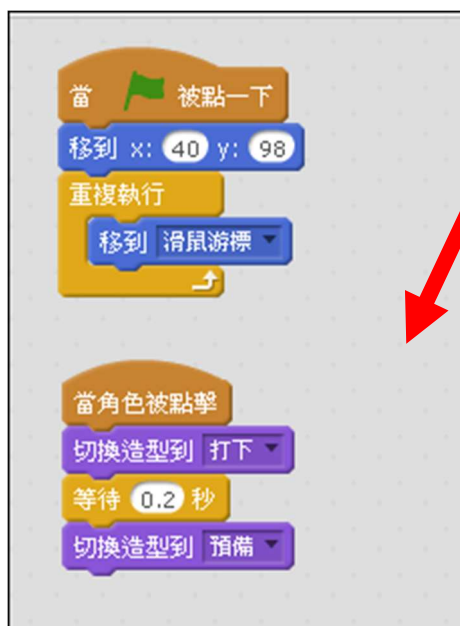 當 被點一下
移到 x: 40 y: 98
重複執行
移到 滑鼠游標
當角色被點擊
切換造型到 打下
等待 0.2 秒
切換造型到 預備